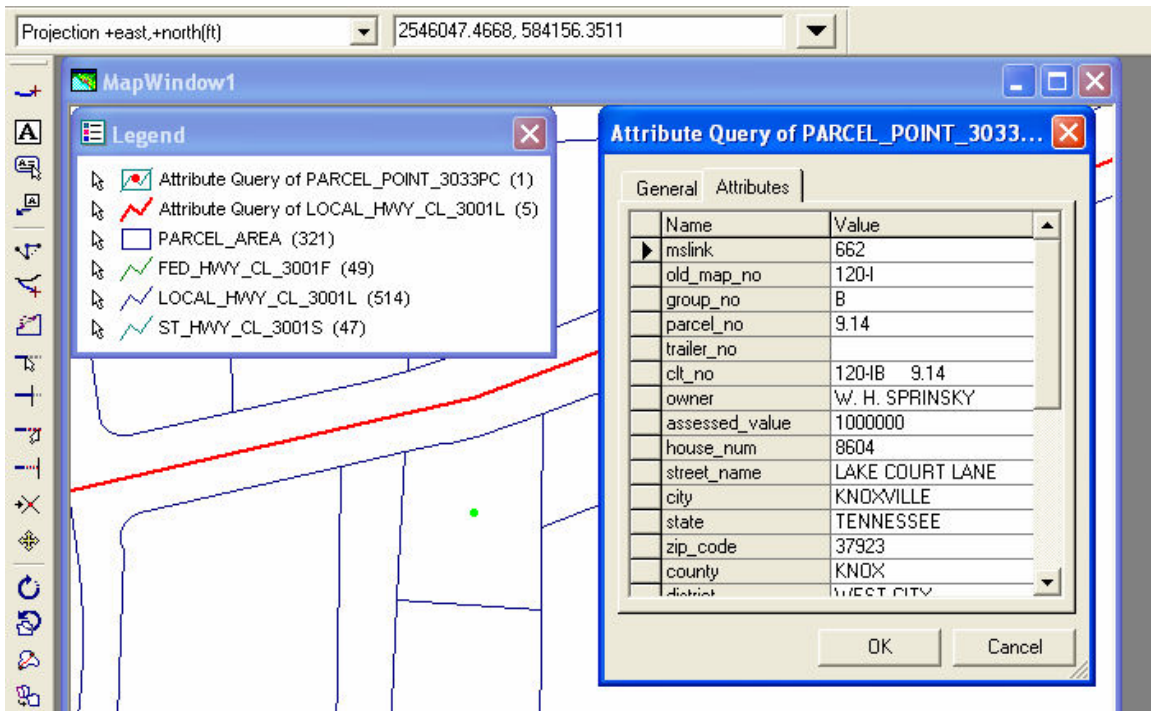 Projection +east,+north(ft)
2546047.4668, 584156.3511
MapWindow1
Legend
Attribute Query of PARCEL_POINT_3033PC (1)
Attribute Query of LOCAL_HWY_CL_3001L (5)
PARCEL_AREA (321)
FED_HWY_CL_3001F (49)
LOCAL_HWY_CL_3001L (514)
ST_HWY_CL_3001S (47)
Attribute Query of PARCEL_POINT_3033...
General Attributes
Name Value
mslink 662
old_map_no 120-I
group_no B
parcel_no 9.14
trailer_no
clt_no 120-IB 9.14
owner W. H. SPRINSKY
assessed_value 1000000
house_num 8604
street_name LAKE COURT LANE
city KNOXVILLE
state TENNESSEE
zip_code 37923
county KNOX
district WEST CITY
OK Cancel